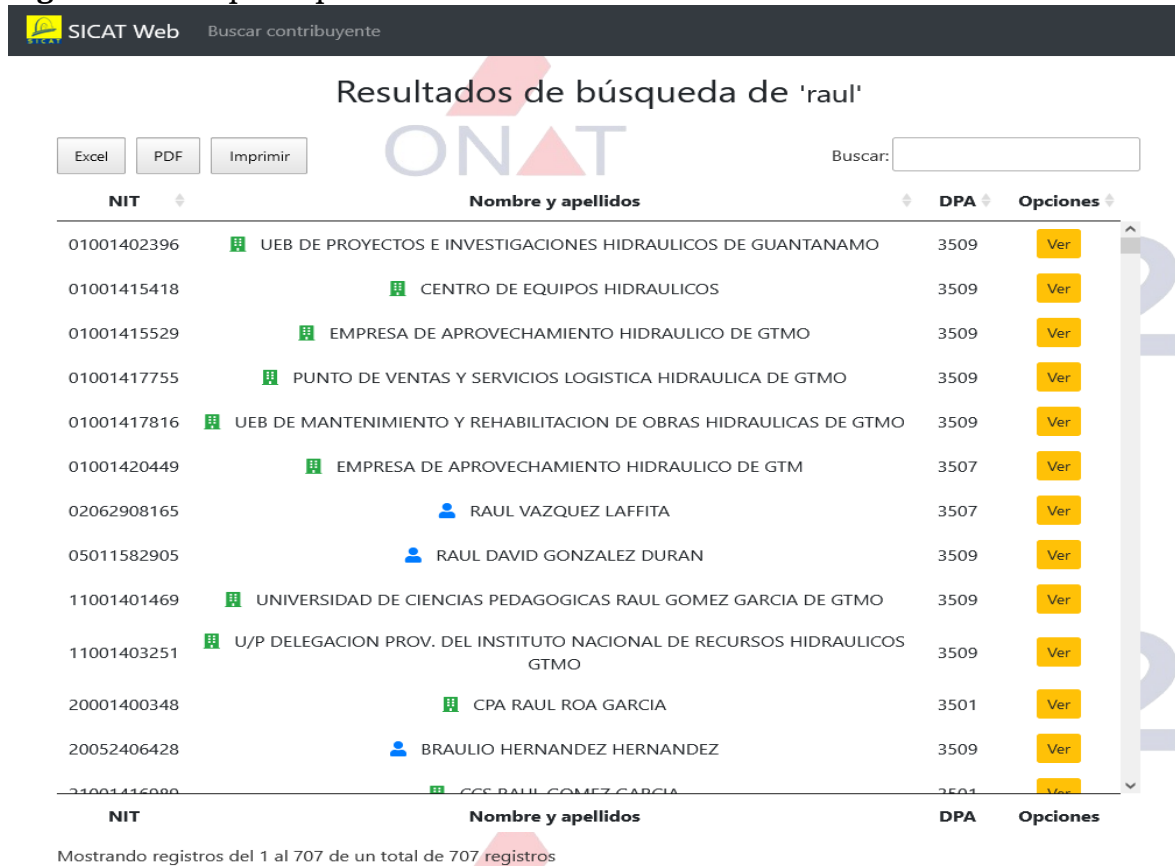 SICAT Web Buscar contribuyente
SICAT
Resultados de búsqueda de 'raul'
ONAT
Excel PDF Imprimir Buscar:
NIT Nombre y apellidos DPA Opciones
01001402396 UEB DE PROYECTOS E INVESTIGACIONES HIDRAULICOS DE GUANTANAMO 3509 Ver
01001415418 CENTRO DE EQUIPOS HIDRAULICOS 3509 Ver
01001415529 EMPRESA DE APROVECHAMIENTO HIDRAULICO DE GTMO 3509 Ver
01001417755 PUNTO DE VENTAS Y SERVICIOS LOGISTICA HIDRAULICA DE GTMO 3509 Ver
01001417816 UEB DE MANTENIMIENTO Y REHABILITACION DE OBRAS HIDRAULICAS DE GTMO 3509 Ver
01001420449 EMPRESA DE APROVECHAMIENTO HIDRAULICO DE GTM 3507 Ver
02062908165 RAUL VAZQUEZ LAFFITA 3507 Ver
05011582905 RAUL DAVID GONZALEZ DURAN 3509 Ver
11001401469 UNIVERSIDAD DE CIENCIAS PEDAGOGICAS RAUL GOMEZ GARCIA DE GTMO 3509 Ver
11001403251 U/P DELEGACION PROV. DEL INSTITUTO NACIONAL DE RECURSOS HIDRAULICOS 3509 Ver
GTMO
20001400348 CPA RAUL ROA GARCIA 3501 Ver
20052406428 BRAULIO HERNANDEZ HERNANDEZ 3509 Ver
21001416989 CCS RAUL GOMEZ GARCIA 3501 Ver
NIT Nombre y apellidos DPA Opciones
Mostrando registros del 1 al 707 de un total de 707 registros